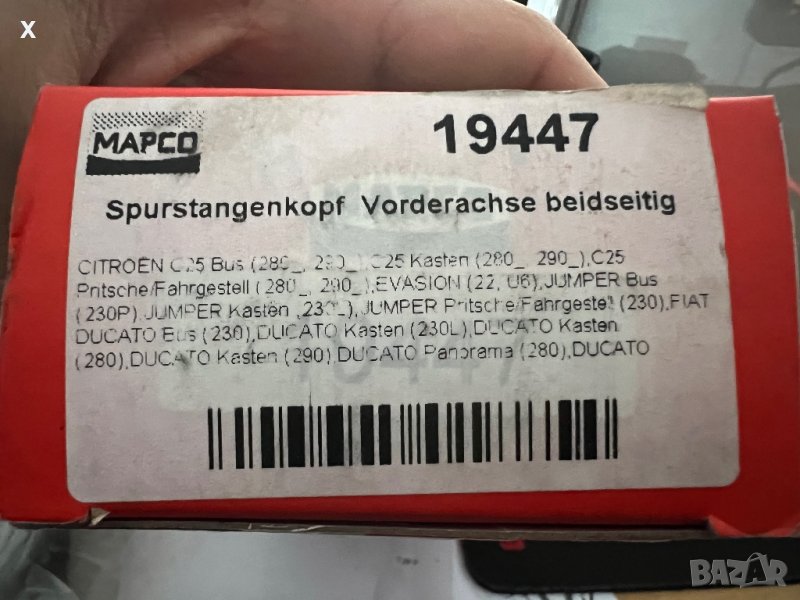 x
MAPCO
19447
Spurstangenkopf Vorderachse beidseitig
CITROEN C25 Bus (280_, 290_),C25 Kasten (280_ 290_),C25
Pritsche/Fahrgestell (280_, 290_),EVASION (22, U6),JUMPER Bus
(230P),JUMPER Kasten (230L),JUMPER Pritsche/Fahrgestell (230),FIAT
DUCATO Bus (230),DUCATO Kasten (230L),DUCATO Kasten
(280),DUCATO Kasten (290),DUCATO Panorama (280),DUCATO
BAZAR